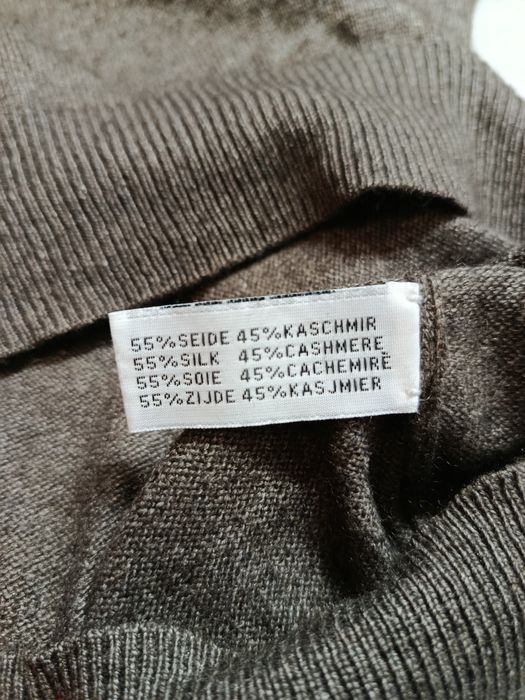 55%SEIDE 45%KASCHMIR
55%SILK 45%CASHMERE
55%SOIE 45%CACHEMIRE
55%ZIJDE 45%KASJMIER